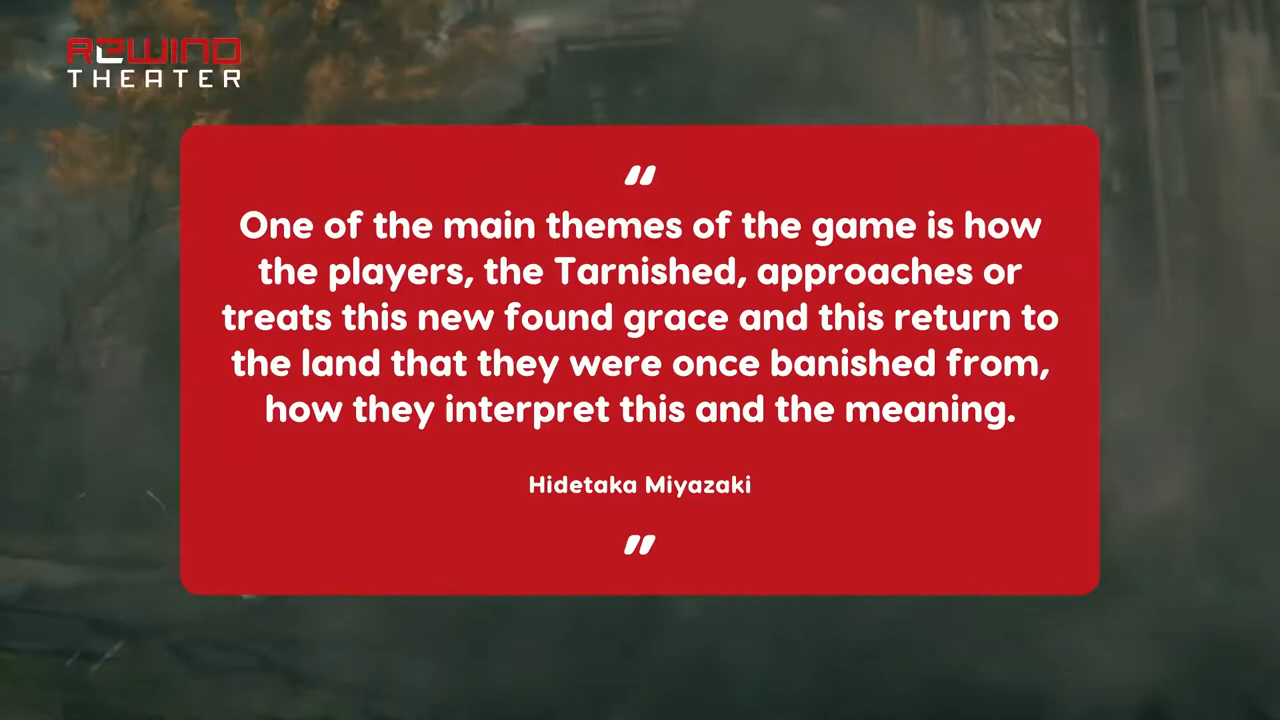 REWIND
THEATER
"
One of the main themes of the game is how
the players, the Tarnished, approaches or
treats this new found grace and this return to
the land that they were once banished from,
how they interpret this and the meaning.
Hidetaka Miyazaki
"